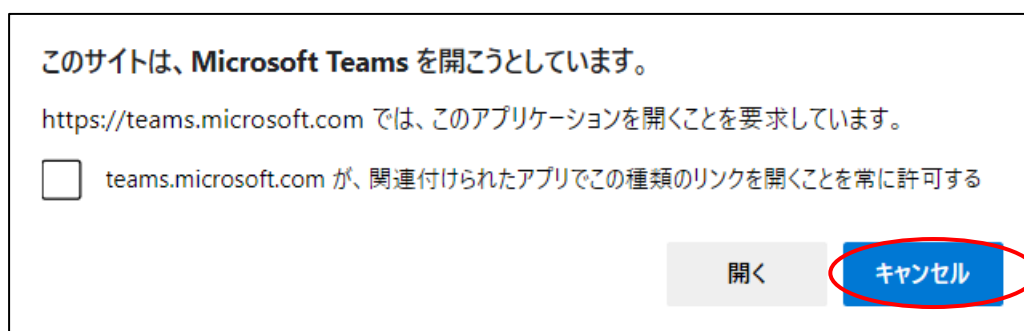 このサイトは、Microsoft Teams を開こうとしています。
https://teams.microsoft.com では、このアプリケーションを開くことを要求しています。
teams.microsoft.com が、関連付けられたアプリでこの種類のリンクを開くことを常に許可する
開く キャンセル